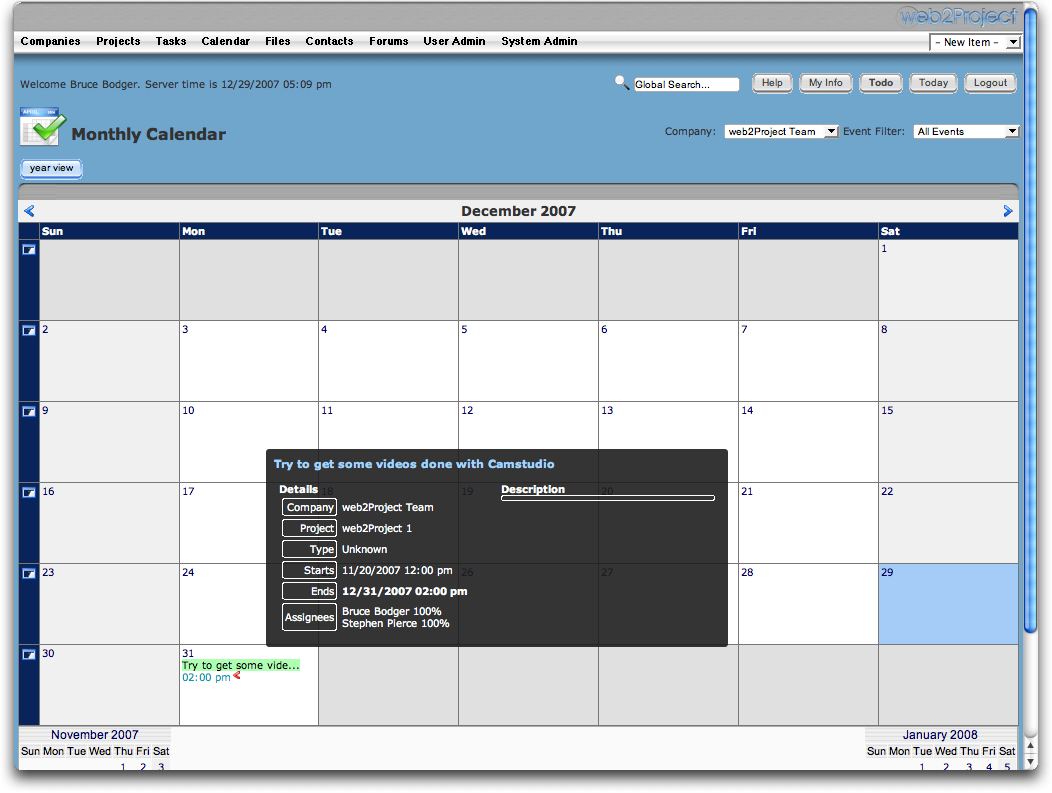 web2Project
Companies Projects Tasks Calendar Files Contacts Forums User Admin System Admin
- New Item -
Welcome Bruce Bodger. Server time is 12/29/2007 05:09 pm
Global Search... Help My Info Todo Today Logout
Monthly Calendar
Company: web2Project Team Event Filter: All Events
year view
December 2007
Sun Mon Tue Wed Thu Fri Sat
1
2 3 4 5 6 7 8
9 10 11 12 13 14 15
Try to get some videos done with Camstudio
16 17 18 19 20 21 22
Details Description
Company web2Project Team
Project web2Project 1
Type Unknown
23 24 26 27 28 29
Starts 11/20/2007 12:00 pm
Ends 12/31/2007 02:00 pm
Assignees Bruce Bodger 100%
Stephen Pierce 100%
30 31
Try to get some vide...
02:00 pm
November 2007 January 2008
Sun Mon Tue Wed Thu Fri Sat Sun Mon Tue Wed Thu Fri Sat
1 2 3 1 2 3 4 5